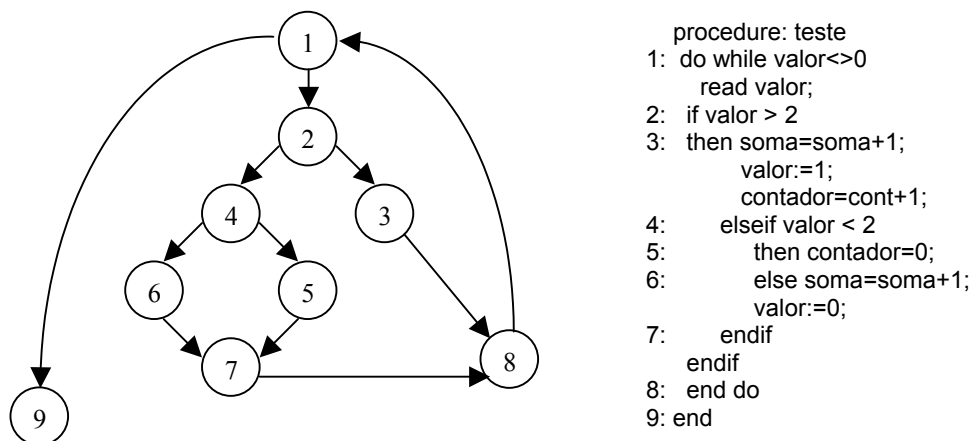 1
2
4
3
6
5
7
8
9
procedure: teste
1: do while valor<>0
read valor;
2: if valor > 2
3: then soma=soma+1;
valor:=1;
contador=cont+1;
4: elseif valor < 2
5: then contador=0;
6: else soma=soma+1;
valor:=0;
7: endif
endif
8: end do
9: end